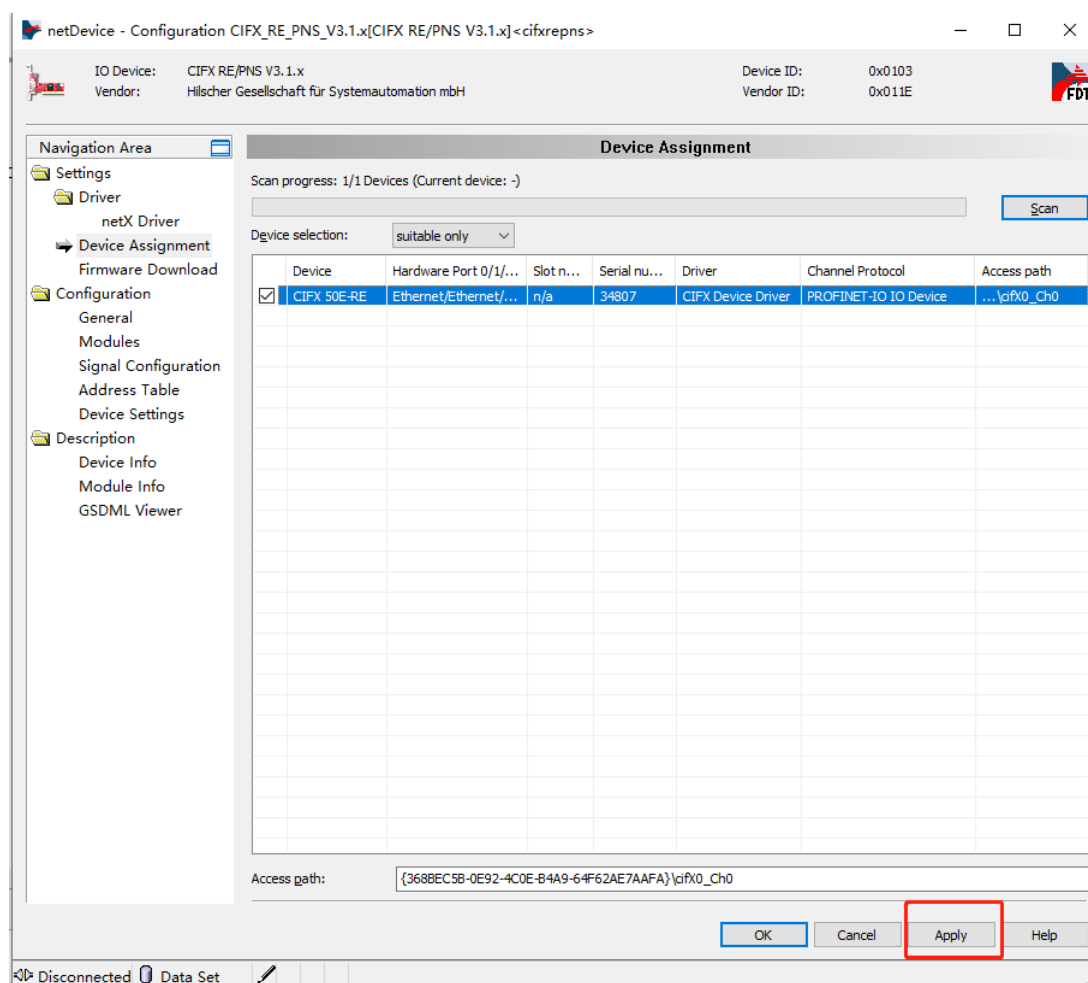 netDevice - Configuration CIFX_RE_PNS_V3.1.x[CIFX RE/PNS V3.1.x]<cifxrepns>
IO Device: CIFX RE/PNS V3.1.x Device ID: 0x0103
Vendor: Hilscher Gesellschaft für Systemautomation mbH Vendor ID: 0x011E
FDT
Navigation Area
Settings
Driver
netX Driver
Device Assignment
Firmware Download
Configuration
General
Modules
Signal Configuration
Address Table
Device Settings
Description
Device Info
Module Info
GSDML Viewer
Device Assignment
Scan progress: 1/1 Devices (Current device: -)
Scan
Device selection: suitable only
Device Hardware Port 0/1/... Slot n... Serial nu... Driver Channel Protocol Access path
CIFX 50E-RE Ethernet/Ethernet/... n/a 34807 CIFX Device Driver PROFINET-IO IO Device ...\cifX0_Ch0
Access path: {368BEC5B-0E92-4C0E-B4A9-64F62AE7AAFA}\cifX0_Ch0
OK Cancel Apply Help
Disconnected Data Set